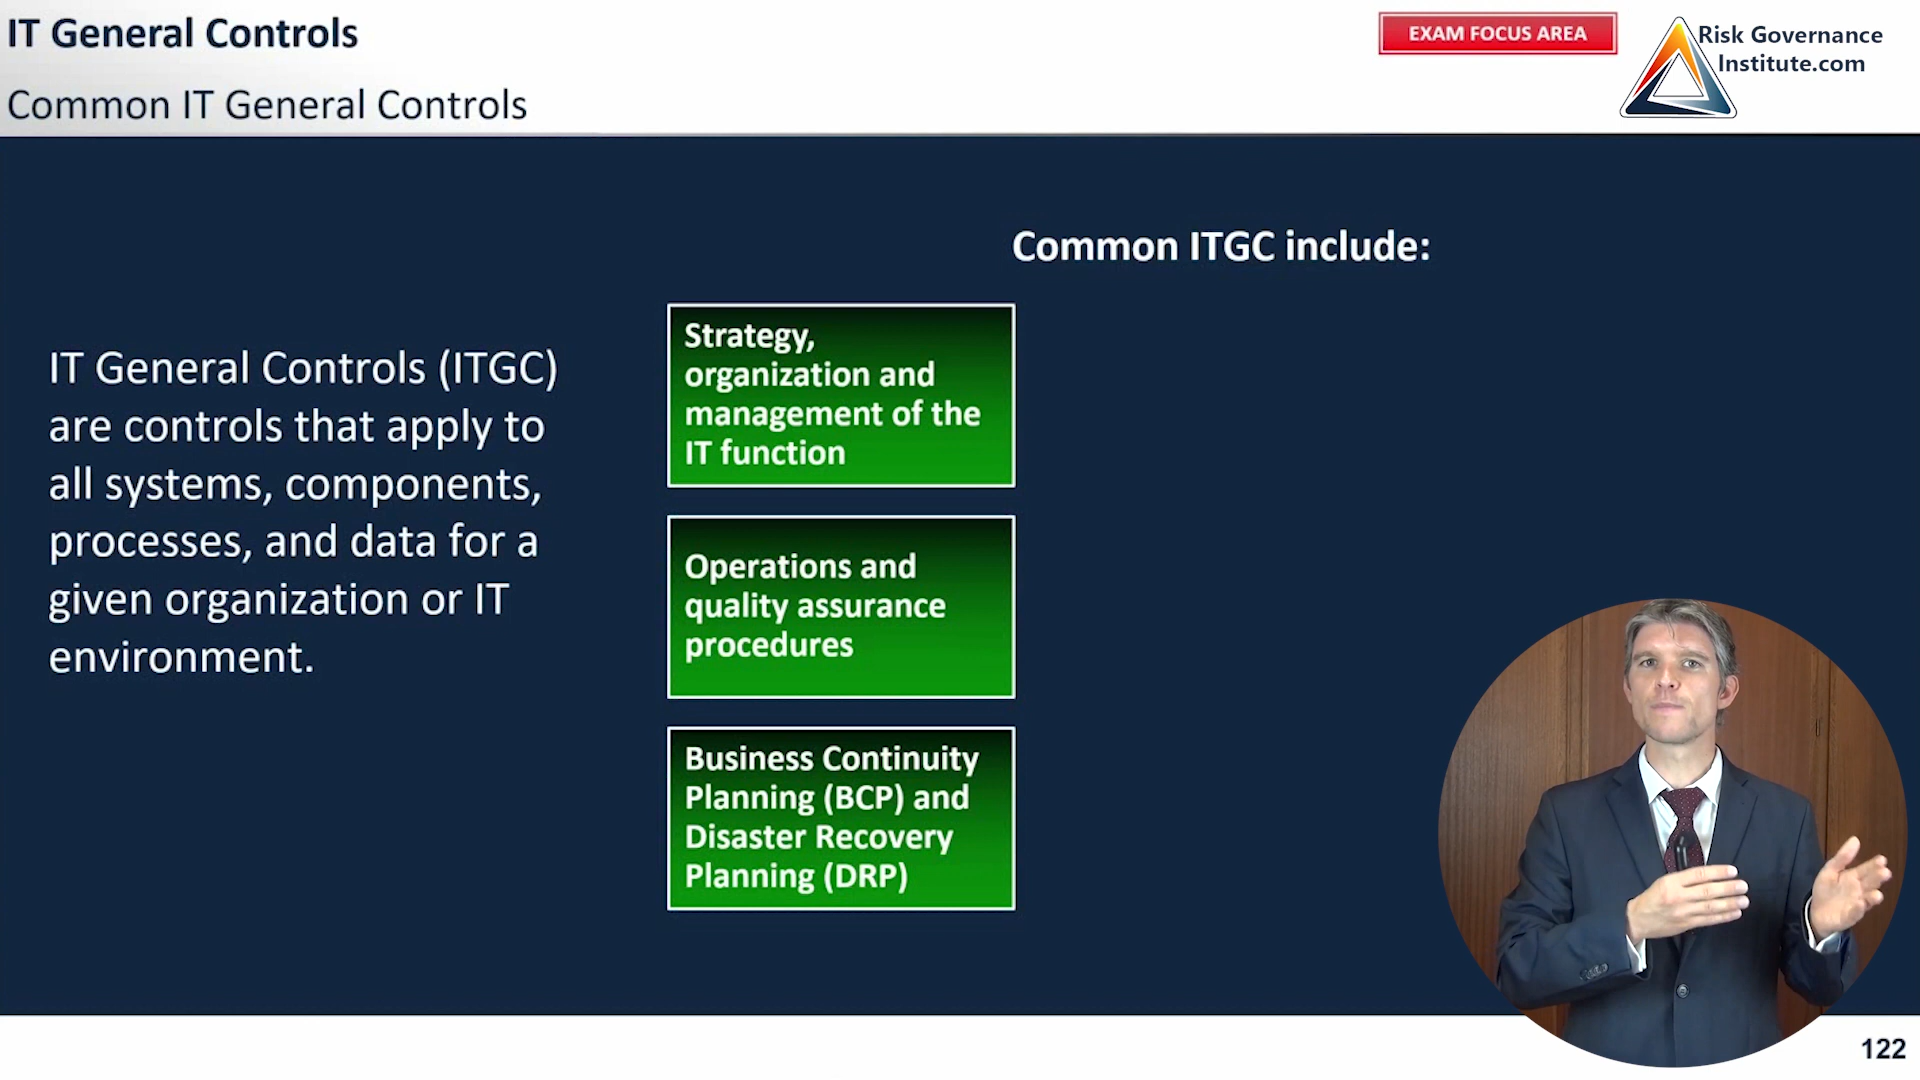 IT General Controls
Common IT General Controls
EXAM FOCUS AREA
Risk Governance
Institute.com
IT General Controls (ITGC)
are controls that apply to
all systems, components,
processes, and data for a
given organization or IT
environment.
Common ITGC include:
Strategy,
organization and
management of the
IT function
Operations and
quality assurance
procedures
Business Continuity
Planning (BCP) and
Disaster Recovery
Planning (DRP)
122